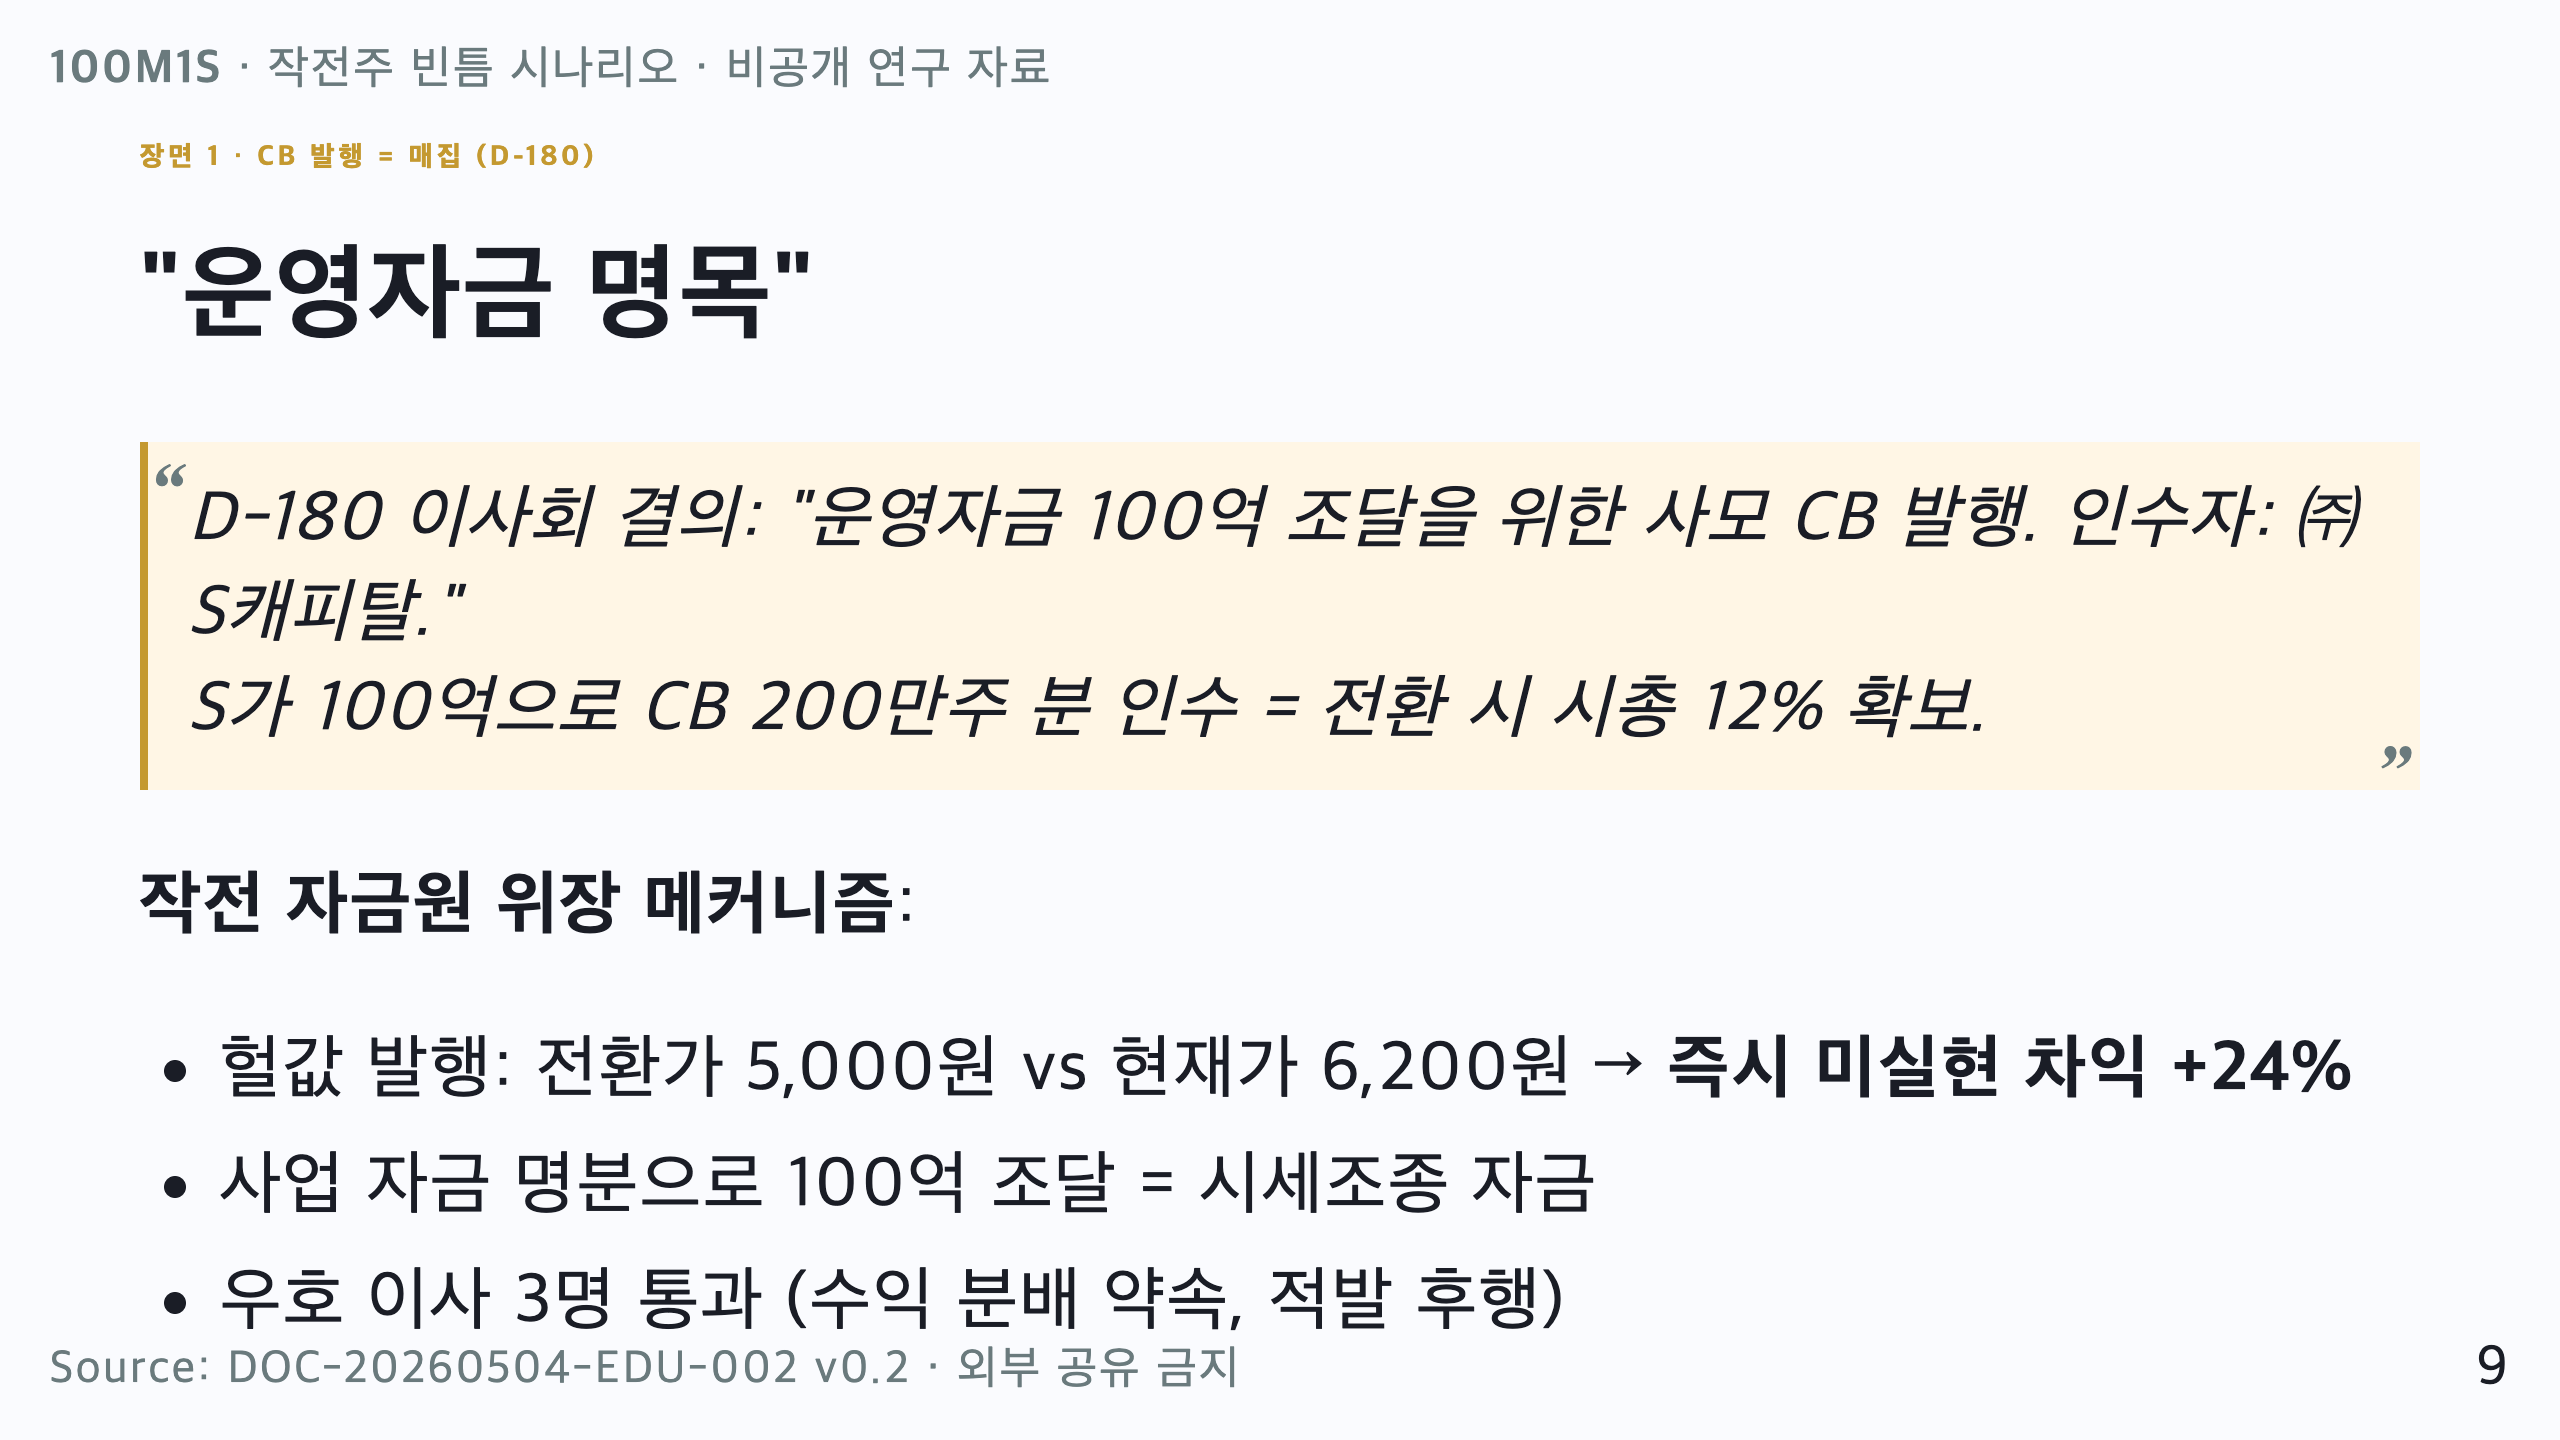 100M1S · 작전주 빈틈 시나리오 · 비공개 연구 자료
장면 1 · CB 발행 = 매집 (D-180)
"운영자금 명목"
“
D-180 이사회 결의: "운영자금 100억 조달을 위한 사모 CB 발행. 인수자: ㈜
S캐피탈."
S가 100억으로 CB 200만주 분 인수 = 전환 시 시총 12% 확보.
”
작전 자금원 위장 메커니즘:
• 헐값 발행: 전환가 5,000원 vs 현재가 6,200원 → 즉시 미실현 차익 +24%
• 사업 자금 명분으로 100억 조달 = 시세조종 자금
• 우호 이사 3명 통과 (수익 분배 약속, 적발 후행)
Source: DOC-20260504-EDU-002 v0.2 · 외부 공유 금지
9